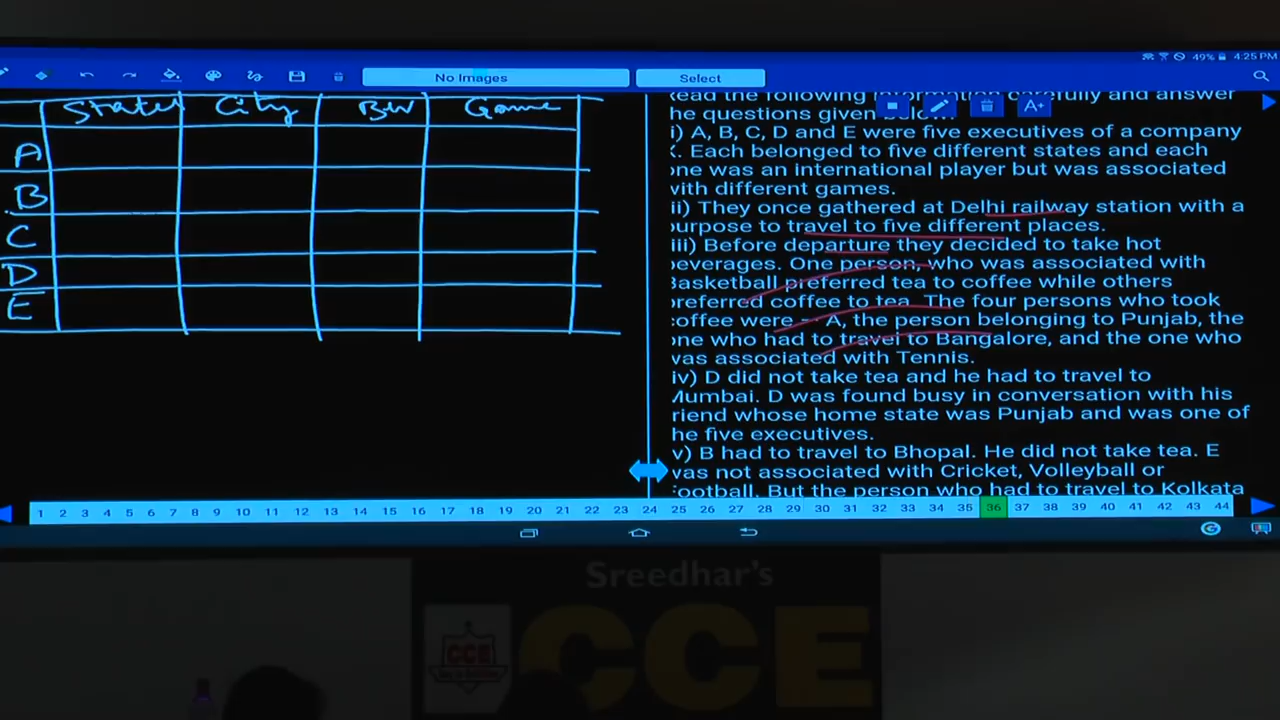 49% 4:25 PM
No Images Select
State City Bev Game
A
B
C
D
E
read the following information carefully and answer
he questions given below.
i) A, B, C, D and E were five executives of a company
X. Each belonged to five different states and each
one was an international player but was associated
with different games.
ii) They once gathered at Delhi railway station with a
purpose to travel to five different places.
iii) Before departure they decided to take hot
beverages. One person, who was associated with
Basketball preferred tea to coffee while others
preferred coffee to tea. The four persons who took
coffee were – A, the person belonging to Punjab, the
one who had to travel to Bangalore, and the one who
was associated with Tennis.
iv) D did not take tea and he had to travel to
Mumbai. D was found busy in conversation with his
friend whose home state was Punjab and was one of
he five executives.
v) B had to travel to Bhopal. He did not take tea. E
was not associated with Cricket, Volleyball or
Football. But the person who had to travel to Kolkata
A+
1 2 3 4 5 6 7 8 9 10 11 12 13 14 15 16 17 18 19 20 21 22 23 24 25 26 27 28 29 30 31 32 33 34 35 36 37 38 39 40 41 42 43 44
Sreedhar's
CCE
CCE